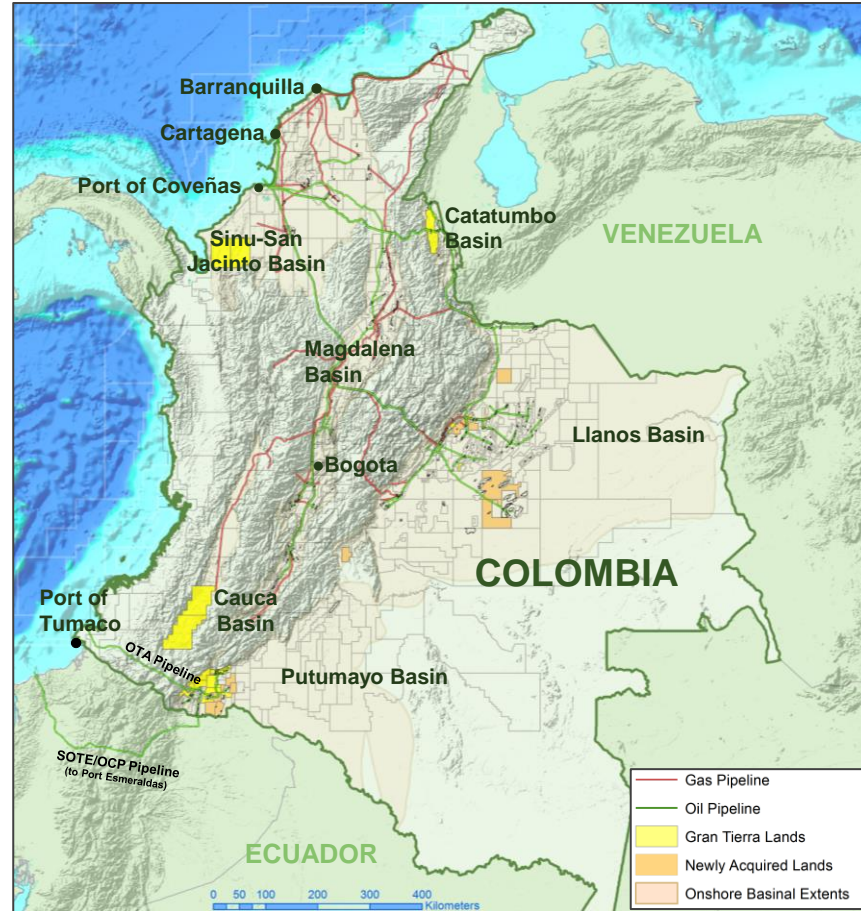 Barranquilla
Cartagena
Port of Coveñas
Catatumbo
Basin
VENEZUELA
Sinu-San
Jacinto Basin
Magdalena
Basin
Llanos Basin
Bogota
COLOMBIA
Port of
Tumaco
Cauca
Basin
OTA Pipeline
Putumayo Basin
SOTE/OCP Pipeline
(to Port Esmeraldas)
ECUADOR
Gas Pipeline
Oil Pipeline
Gran Tierra Lands
Newly Acquired Lands
Onshore Basinal Extents
0 50 100 200 300 400
Kilometers